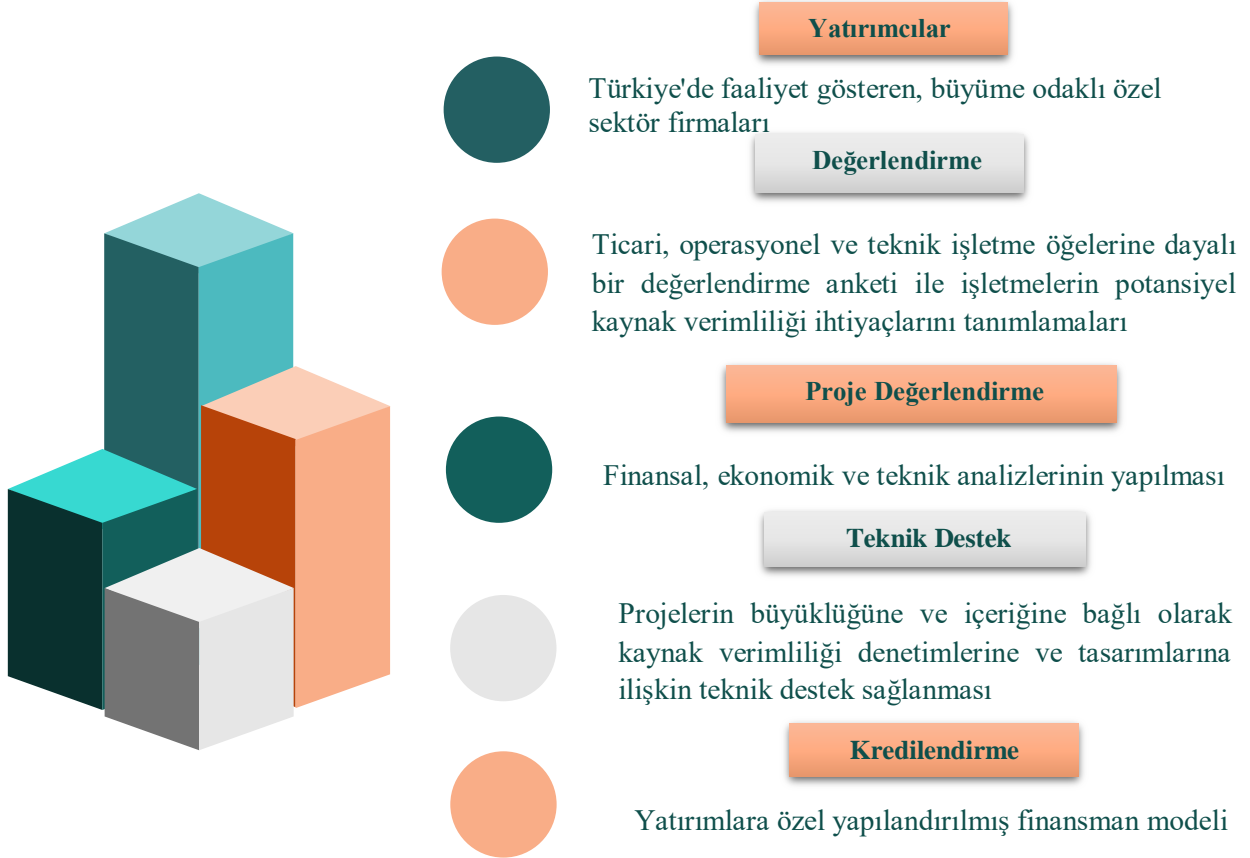 Yatırımcılar
Türkiye'de faaliyet gösteren, büyüme odaklı özel
sektör firmaları
Değerlendirme
Ticari, operasyonel ve teknik işletme öğelerine dayalı
bir değerlendirme anketi ile işletmelerin potansiyel
kaynak verimliliği ihtiyaçlarını tanımlamaları
Proje Değerlendirme
Finansal, ekonomik ve teknik analizlerinin yapılması
Teknik Destek
Projelerin büyüklüğüne ve içeriğine bağlı olarak
kaynak verimliliği denetimlerine ve tasarımlarına
ilişkin teknik destek sağlanması
Kredilendirme
Yatırımlara özel yapılandırılmış finansman modeli